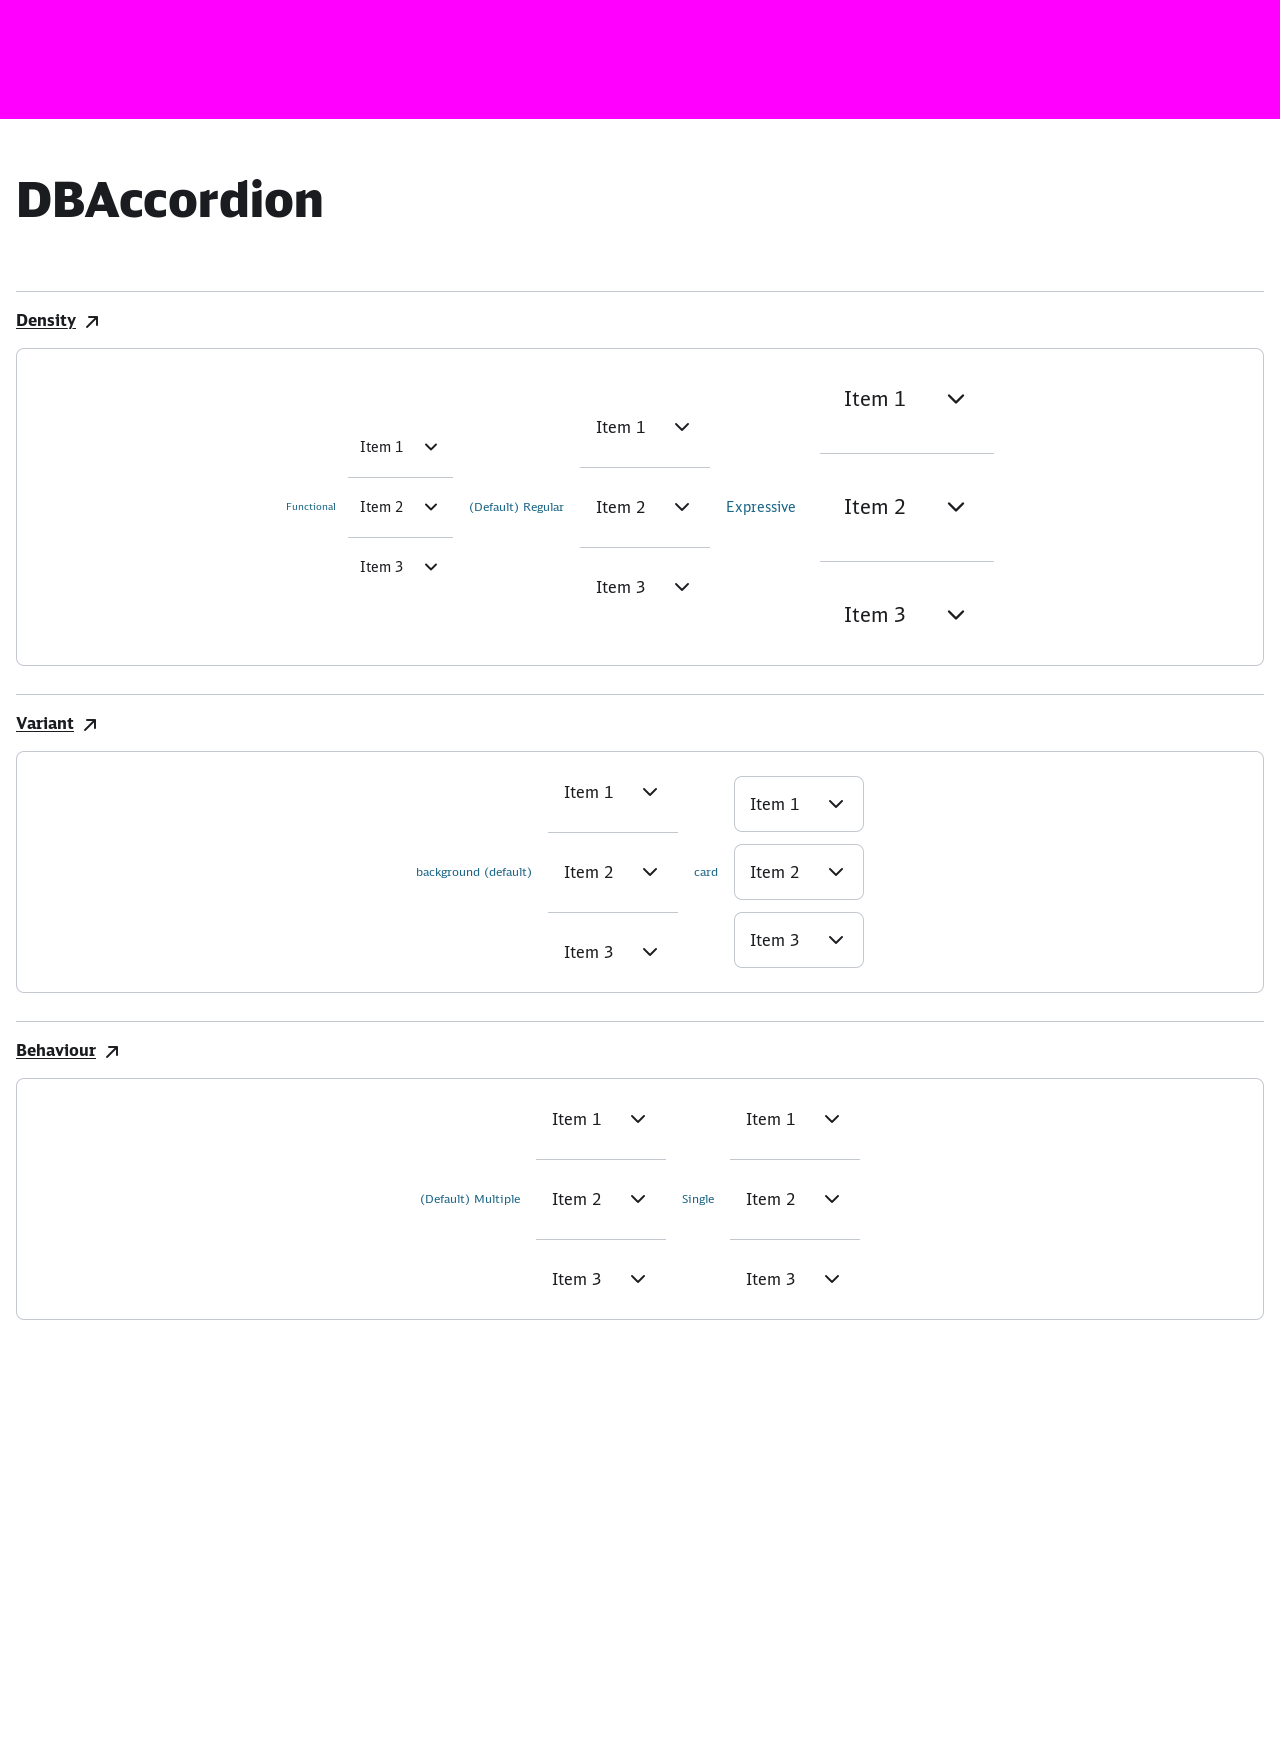 DBAccordion
Density
Functional
Item 1
Item 2
Item 3
(Default) Regular
Item 1
Item 2
Item 3
Expressive
Item 1
Item 2
Item 3
Variant
background (default)
Item 1
Item 2
Item 3
card
Item 1
Item 2
Item 3
Behaviour
(Default) Multiple
Item 1
Item 2
Item 3
Single
Item 1
Item 2
Item 3